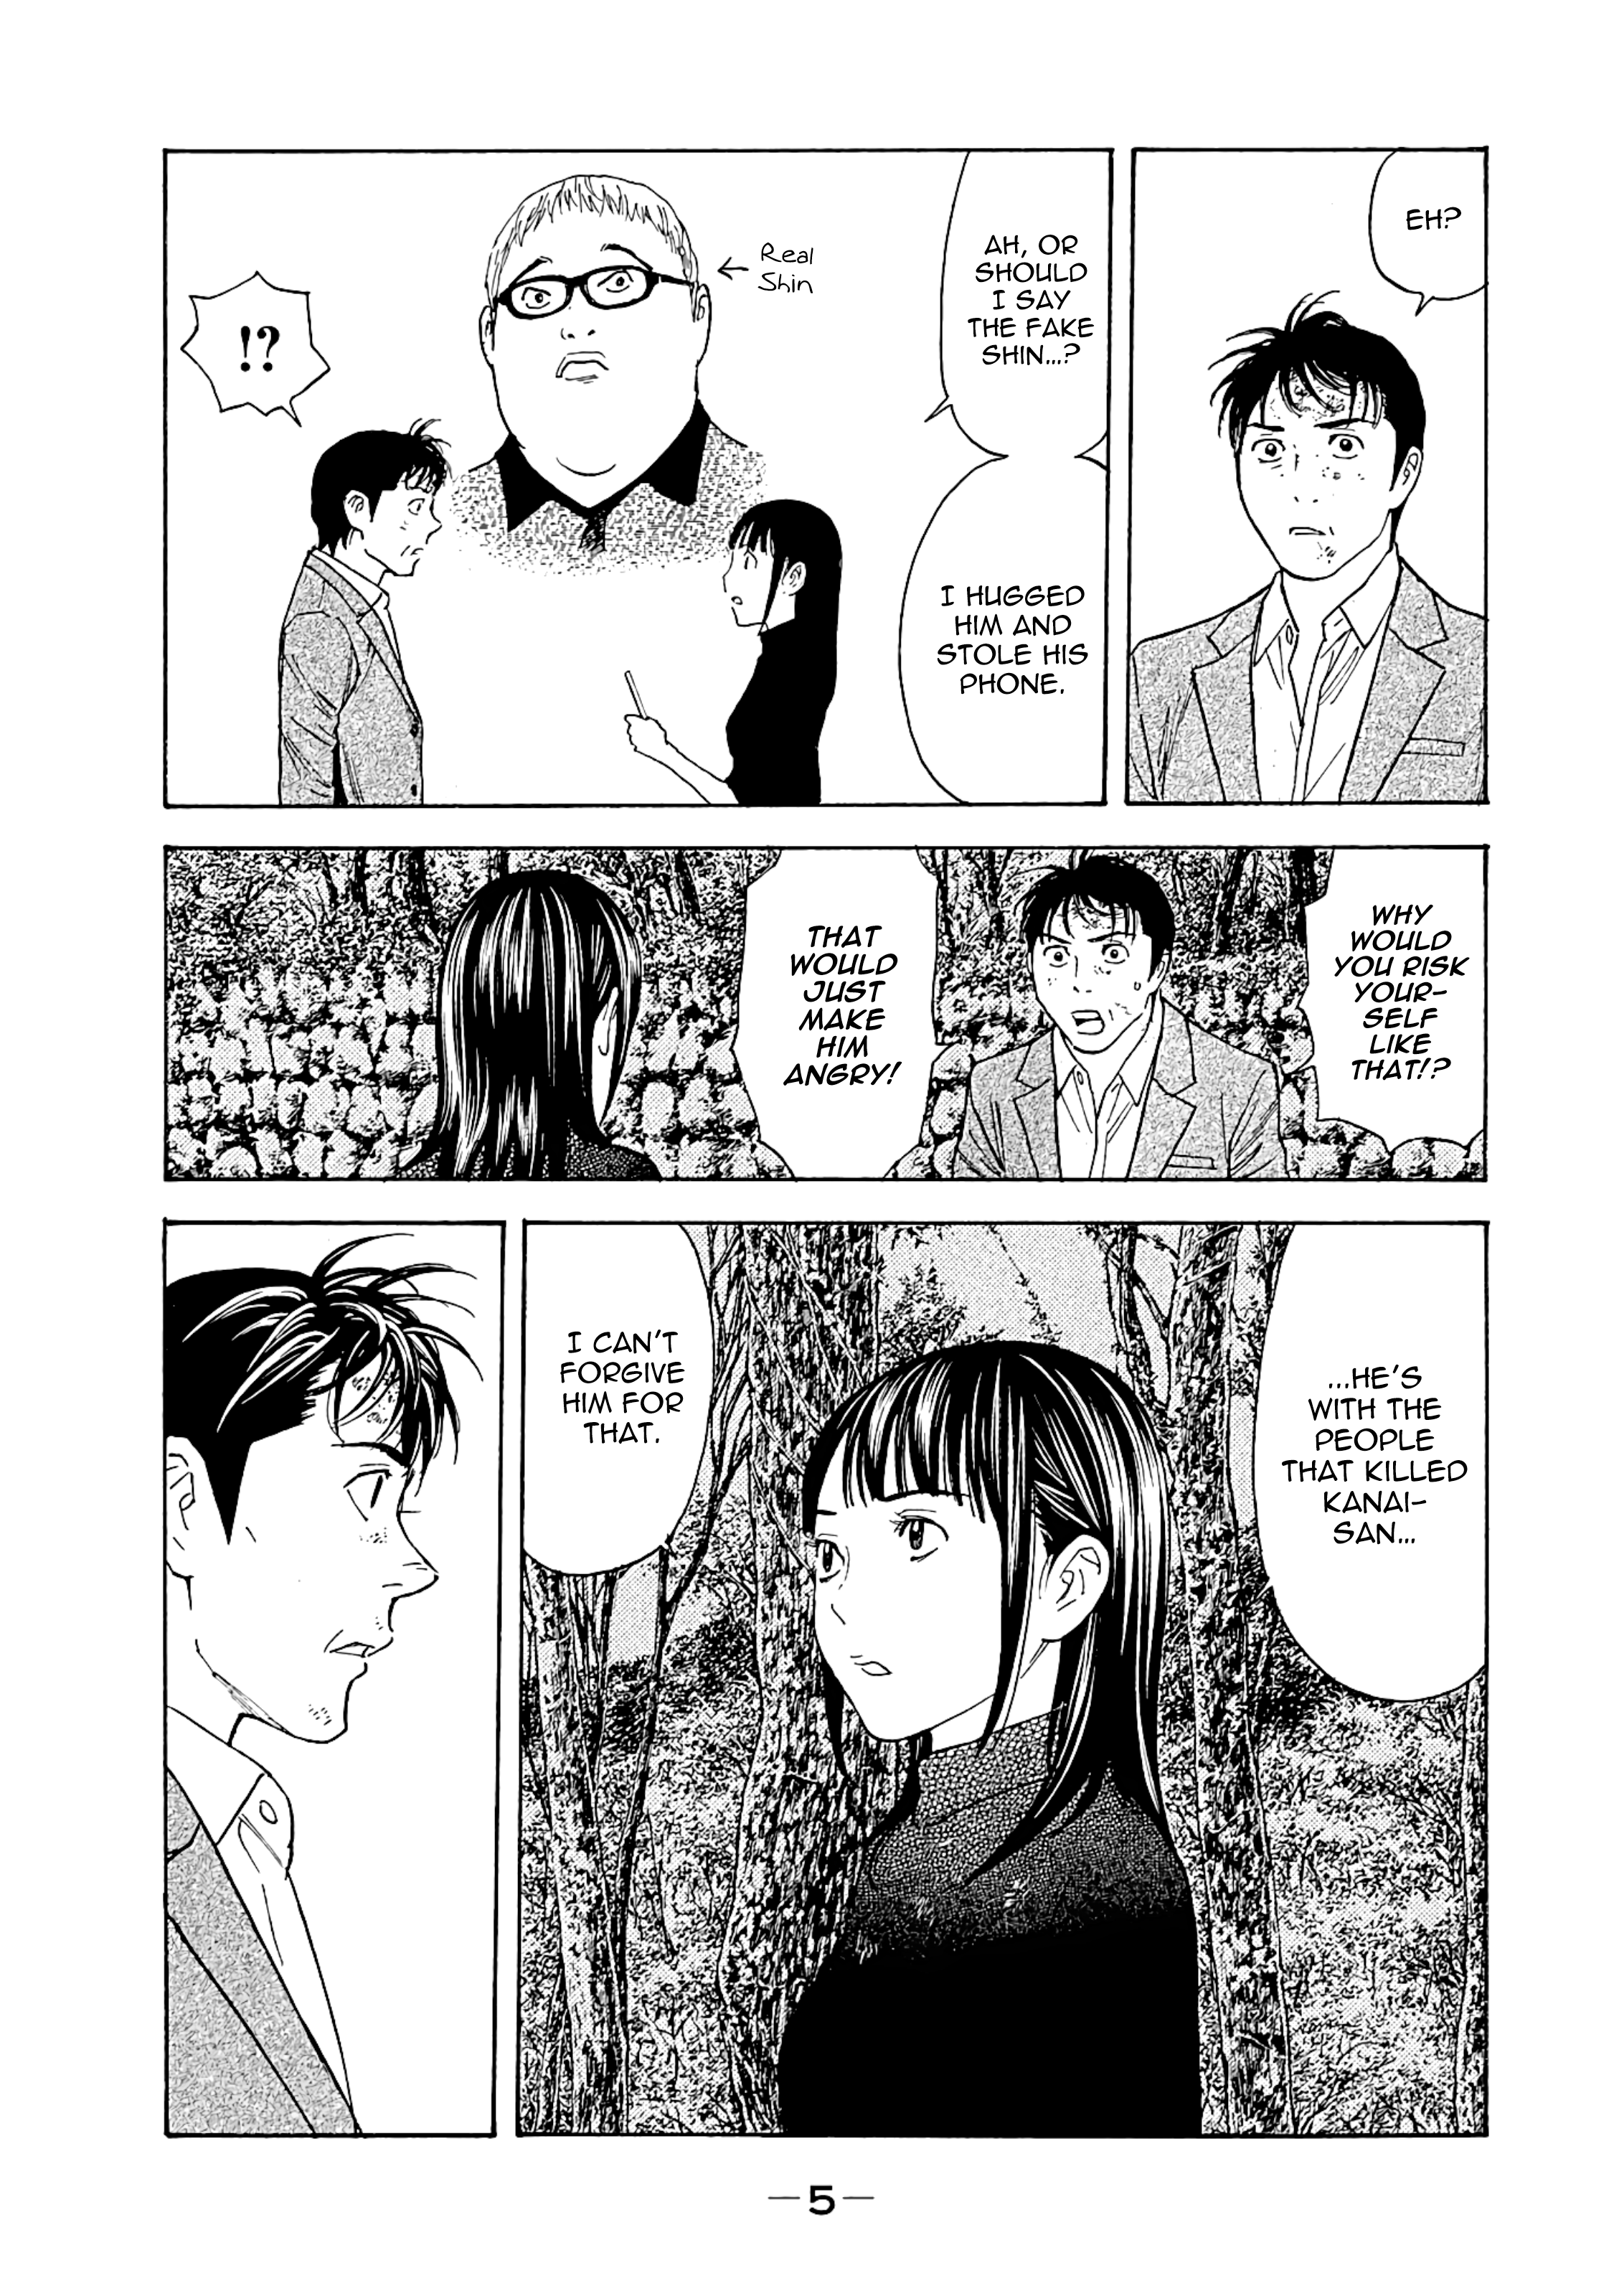 EH?
AH, OR
SHOULD
I SAY
THE FAKE
SHIN...?
I HUGGED
HIM AND
STOLE HIS
PHONE.
Real
Shin
!?
WHY
WOULD
YOU RISK
YOUR-
SELF
LIKE
THAT!?
THAT
WOULD
JUST
MAKE
HIM
ANGRY!
...HE'S
WITH THE
PEOPLE
THAT KILLED
KANAI-
SAN...
I CAN'T
FORGIVE
HIM FOR
THAT.
—5—